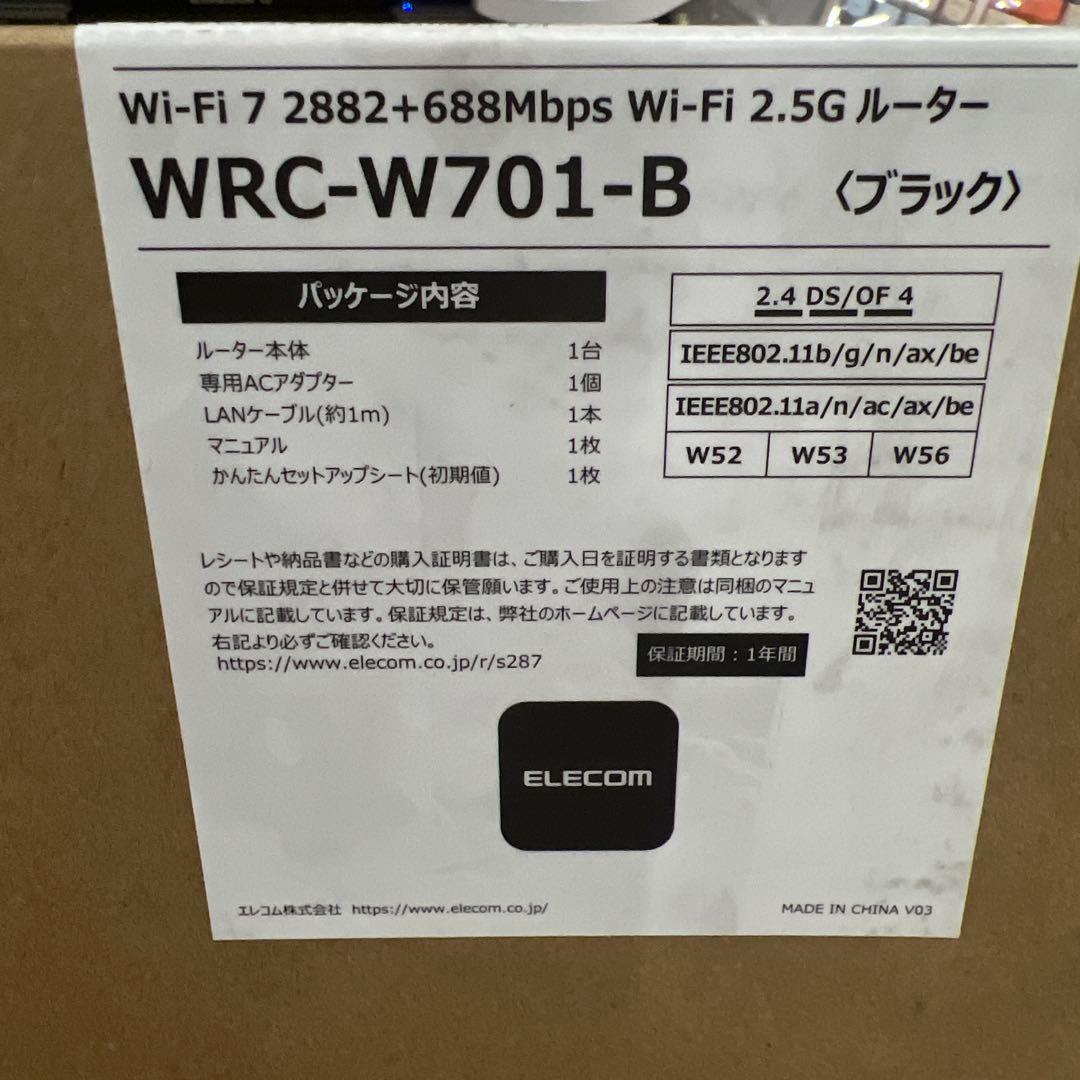 Wi-Fi 7 2882+688Mbps Wi-Fi 2.5G ルーター
WRC-W701-B 〈ブラック〉
パッケージ内容
ルーター本体 1台
専用ACアダプター 1個
LANケーブル(約1m) 1本
マニュアル 1枚
かんたんセットアップシート(初期値) 1枚
2.4 DS/OF 4
IEEE802.11b/g/n/ax/be
IEEE802.11a/n/ac/ax/be
W52 W53 W56
レシートや納品書などの購入証明書は、ご購入日を証明する書類となります
ので保証規定と併せて大切に保管願います。ご使用上の注意は同梱のマニュ
アルに記載しています。保証規定は、弊社のホームページに記載しています。
右記より必ずご確認ください。
https://www.elecom.co.jp/r/s287
保証期間：1年間
ELECOM
エレコム株式会社 https://www.elecom.co.jp/
MADE IN CHINA V03